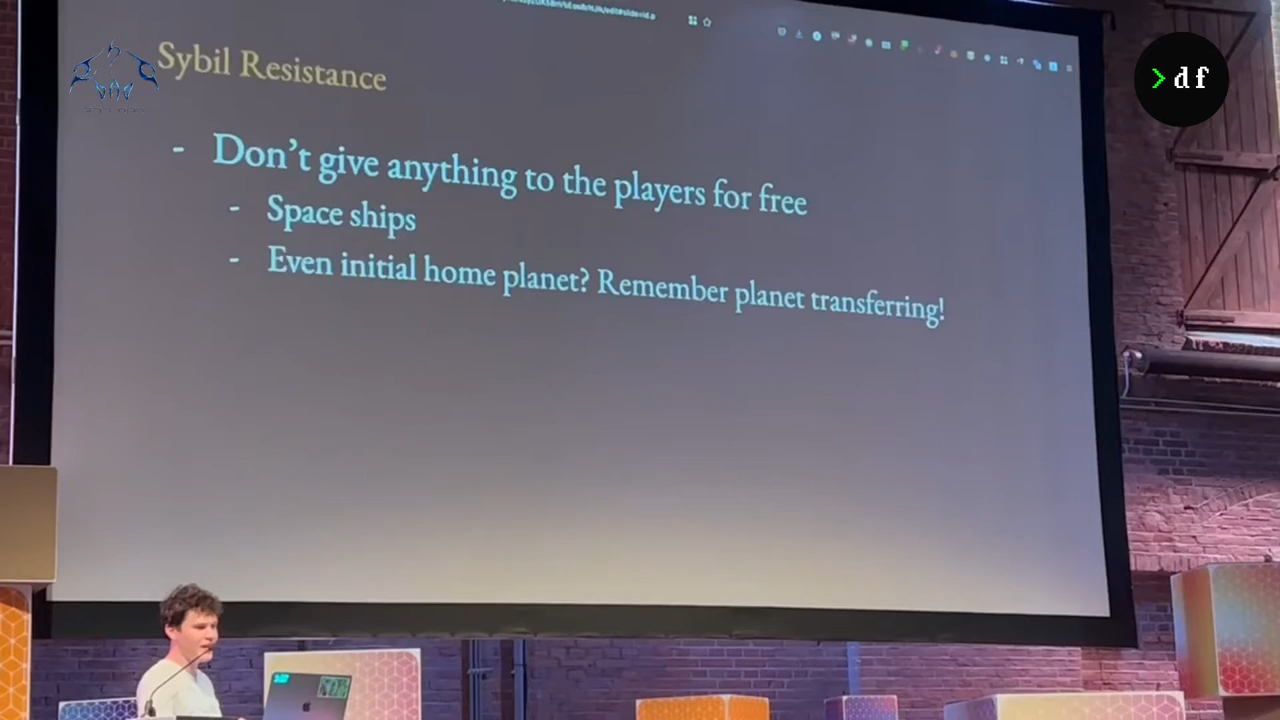 Sybil Resistance
- Don't give anything to the players for free
- Space ships
- Even initial home planet? Remember planet transferring!
>df